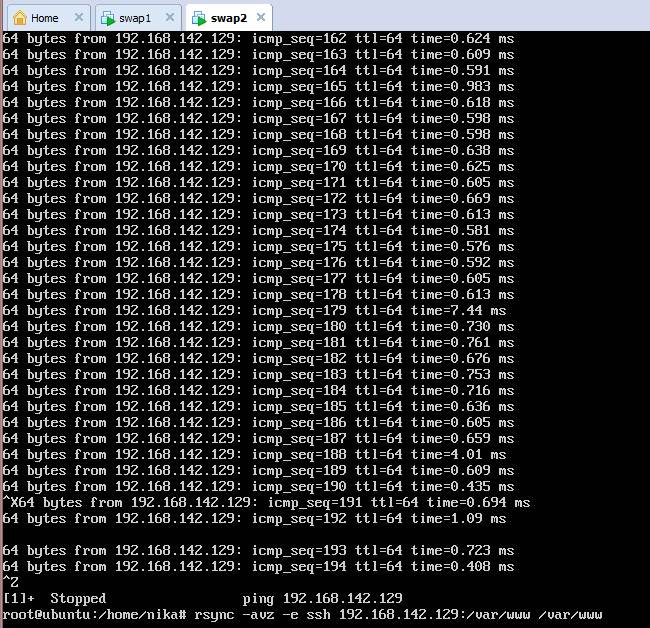 Home swap1 swap2
64 bytes from 192.168.142.129: icmp_seq=162 ttl=64 time=0.624 ms
64 bytes from 192.168.142.129: icmp_seq=163 ttl=64 time=0.609 ms
64 bytes from 192.168.142.129: icmp_seq=164 ttl=64 time=0.591 ms
64 bytes from 192.168.142.129: icmp_seq=165 ttl=64 time=0.983 ms
64 bytes from 192.168.142.129: icmp_seq=166 ttl=64 time=0.618 ms
64 bytes from 192.168.142.129: icmp_seq=167 ttl=64 time=0.598 ms
64 bytes from 192.168.142.129: icmp_seq=168 ttl=64 time=0.598 ms
64 bytes from 192.168.142.129: icmp_seq=169 ttl=64 time=0.638 ms
64 bytes from 192.168.142.129: icmp_seq=170 ttl=64 time=0.625 ms
64 bytes from 192.168.142.129: icmp_seq=171 ttl=64 time=0.605 ms
64 bytes from 192.168.142.129: icmp_seq=172 ttl=64 time=0.669 ms
64 bytes from 192.168.142.129: icmp_seq=173 ttl=64 time=0.613 ms
64 bytes from 192.168.142.129: icmp_seq=174 ttl=64 time=0.581 ms
64 bytes from 192.168.142.129: icmp_seq=175 ttl=64 time=0.576 ms
64 bytes from 192.168.142.129: icmp_seq=176 ttl=64 time=0.592 ms
64 bytes from 192.168.142.129: icmp_seq=177 ttl=64 time=0.605 ms
64 bytes from 192.168.142.129: icmp_seq=178 ttl=64 time=0.613 ms
64 bytes from 192.168.142.129: icmp_seq=179 ttl=64 time=7.44 ms
64 bytes from 192.168.142.129: icmp_seq=180 ttl=64 time=0.730 ms
64 bytes from 192.168.142.129: icmp_seq=181 ttl=64 time=0.761 ms
64 bytes from 192.168.142.129: icmp_seq=182 ttl=64 time=0.676 ms
64 bytes from 192.168.142.129: icmp_seq=183 ttl=64 time=0.753 ms
64 bytes from 192.168.142.129: icmp_seq=184 ttl=64 time=0.716 ms
64 bytes from 192.168.142.129: icmp_seq=185 ttl=64 time=0.636 ms
64 bytes from 192.168.142.129: icmp_seq=186 ttl=64 time=0.605 ms
64 bytes from 192.168.142.129: icmp_seq=187 ttl=64 time=0.659 ms
64 bytes from 192.168.142.129: icmp_seq=188 ttl=64 time=4.01 ms
64 bytes from 192.168.142.129: icmp_seq=189 ttl=64 time=0.609 ms
64 bytes from 192.168.142.129: icmp_seq=190 ttl=64 time=0.435 ms
^X64 bytes from 192.168.142.129: icmp_seq=191 ttl=64 time=0.694 ms
64 bytes from 192.168.142.129: icmp_seq=192 ttl=64 time=1.09 ms
64 bytes from 192.168.142.129: icmp_seq=193 ttl=64 time=0.723 ms
64 bytes from 192.168.142.129: icmp_seq=194 ttl=64 time=0.408 ms
^Z
[1]+ Stopped ping 192.168.142.129
root@ubuntu:/home/nika# rsync -avz -e ssh 192.168.142.129:/var/www /var/www